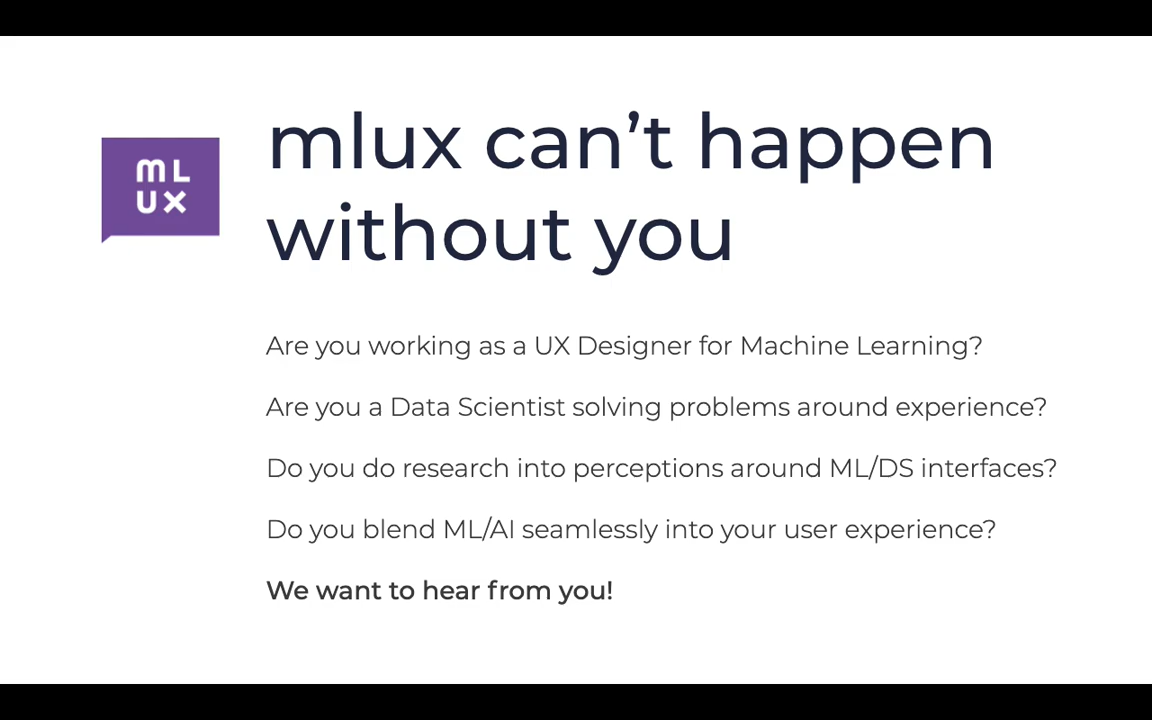 mL
UX
mlux can’t happen
without you
Are you working as a UX Designer for Machine Learning?
Are you a Data Scientist solving problems around experience?
Do you do research into perceptions around ML/DS interfaces?
Do you blend ML/AI seamlessly into your user experience?
We want to hear from you!